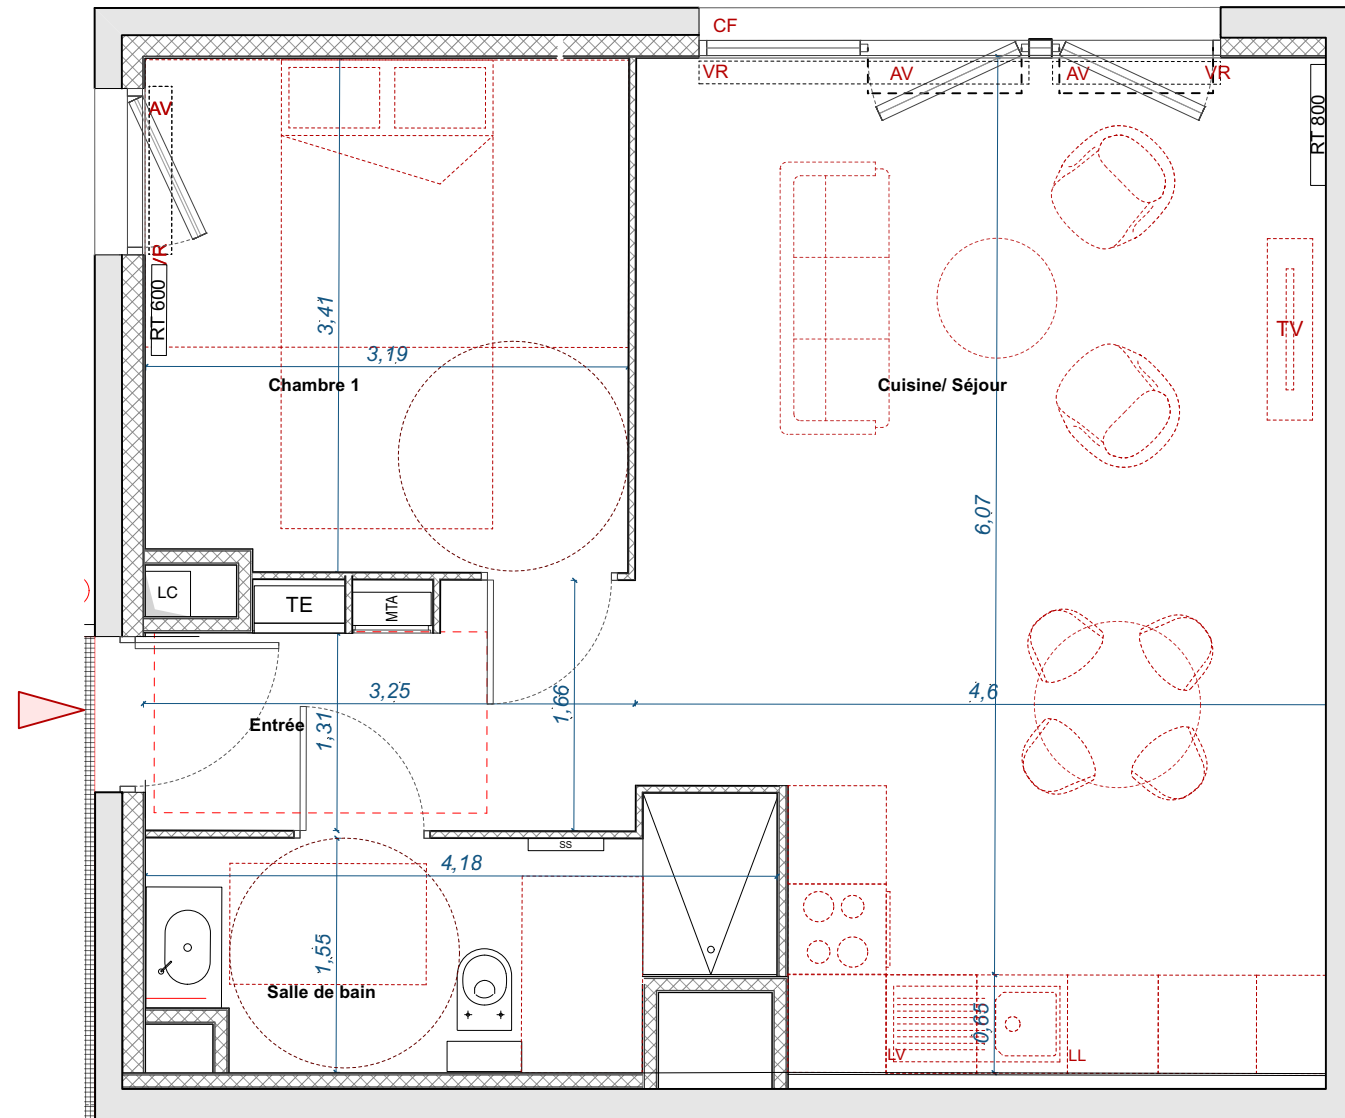 CF
VR
AV
AV
VR
RT 800
AV
VR
RT 600
3,41
3,19
Chambre 1
Cuisine/ Séjour
TV
6,07
LC
TE
MTA
3,25
1,66
4,6
Entrée
1,31
SS
4,18
1,55
Salle de bain
0,65
LV
LL